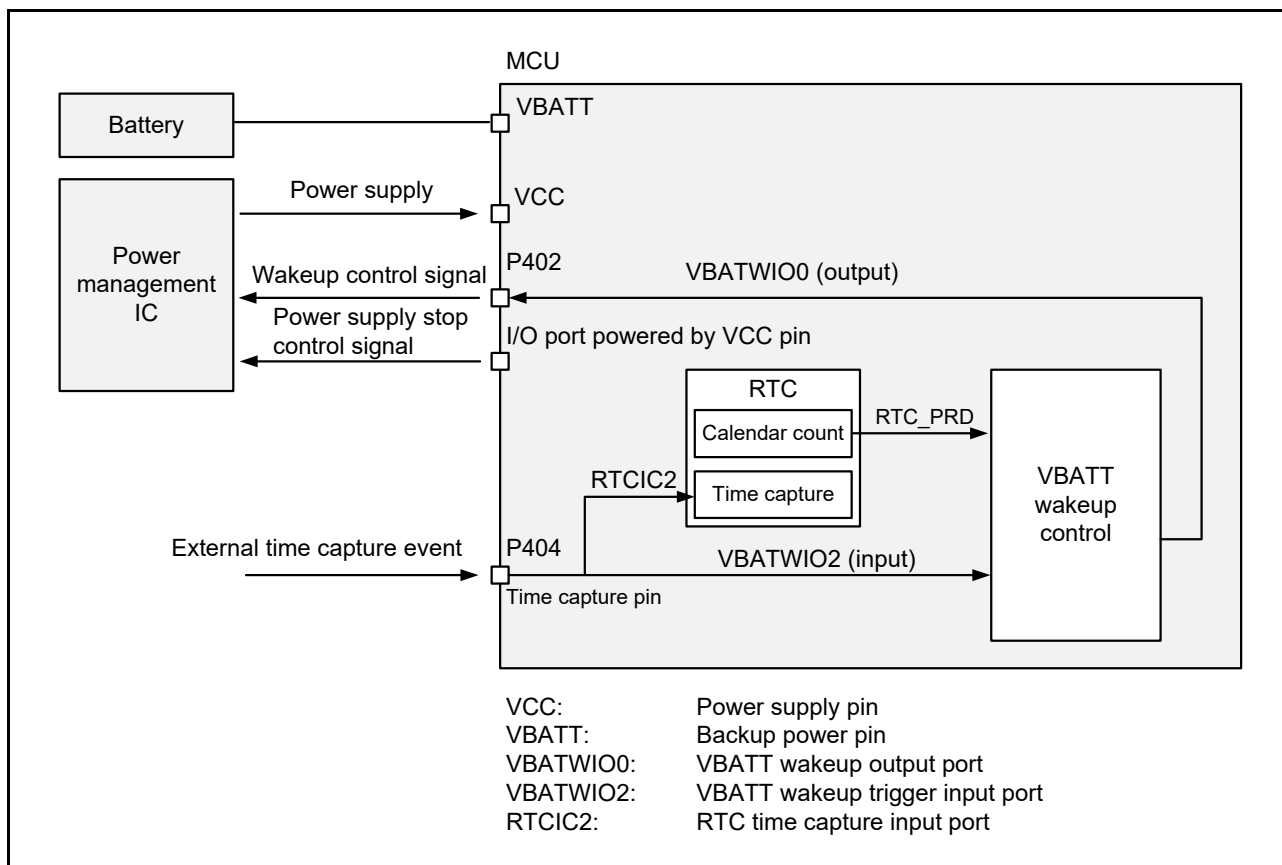 MCU
VBATT
Battery
Power supply
VCC
Power
management
IC
P402
Wakeup control signal
VBATWIO0 (output)
Power supply stop
control signal
I/O port powered by VCC pin
RTC
Calendar count
RTC_PRD
RTCIC2
Time capture
VBATT
wakeup
control
External time capture event
P404
VBATWIO2 (input)
Time capture pin
VCC: Power supply pin
VBATT: Backup power pin
VBATWIO0: VBATT wakeup output port
VBATWIO2: VBATT wakeup trigger input port
RTCIC2: RTC time capture input port